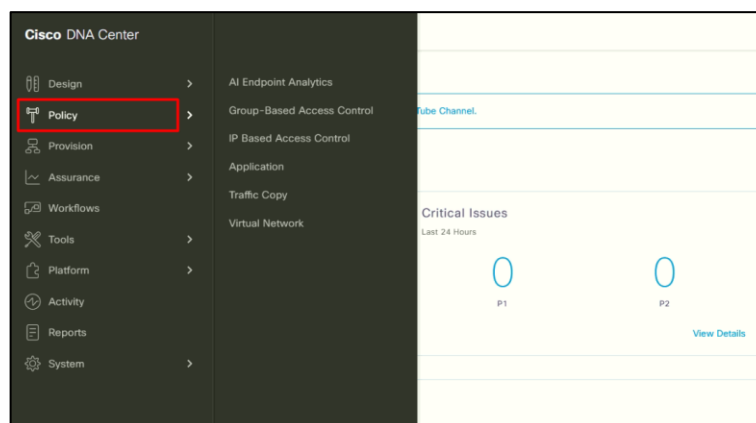 Cisco DNA Center
Design
Policy
Provision
Assurance
Workflows
Tools
Platform
Activity
Reports
System
AI Endpoint Analytics
Group-Based Access Control
IP Based Access Control
Application
Traffic Copy
Virtual Network
Tube Channel.
Critical Issues
Last 24 Hours
0
P1
0
P2
View Details